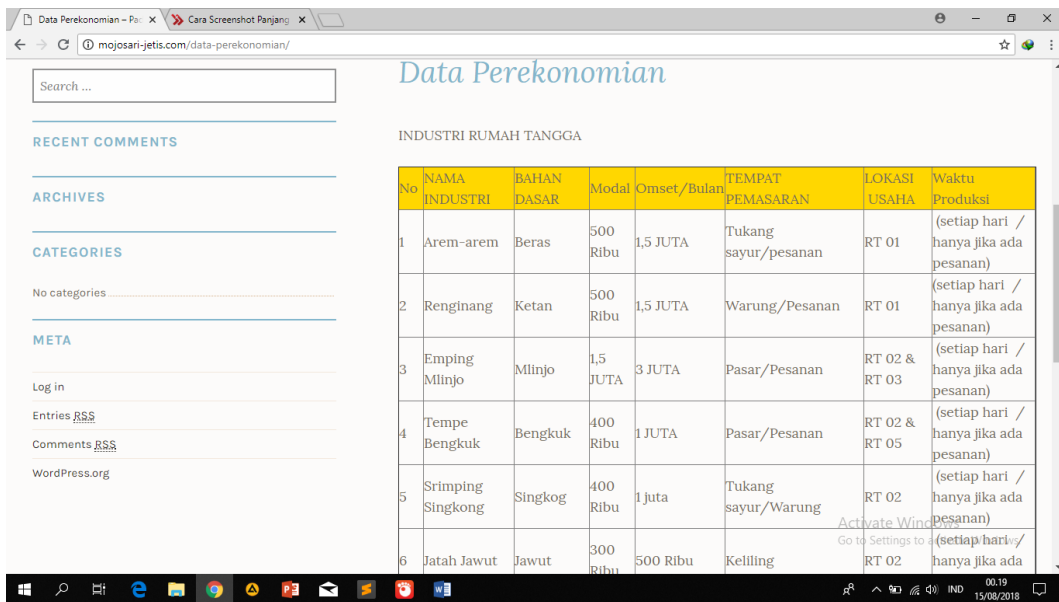 Data Perekonomian – Pac
Cara Screenshot Panjang
mojosari-jetis.com/data-perekonomian/
Search ...
RECENT COMMENTS
ARCHIVES
CATEGORIES
No categories
META
Log in
Entries RSS
Comments RSS
WordPress.org
Data Perekonomian
INDUSTRI RUMAH TANGGA
No NAMA INDUSTRI BAHAN DASAR Modal Omset/Bulan TEMPAT PEMASARAN LOKASI USAHA Waktu Produksi
1 Arem-arem Beras 500 Ribu 1,5 JUTA Tukang sayur/pesanan RT 01 (setiap hari / hanya jika ada pesanan)
2 Renginang Ketan 500 Ribu 1,5 JUTA Warung/Pesanan RT 01 (setiap hari / hanya jika ada pesanan)
3 Emping Mlinjo Mlinjo 1,5 JUTA 3 JUTA Pasar/Pesanan RT 02 & RT 03 (setiap hari / hanya jika ada pesanan)
4 Tempe Bengkuk Bengkuk 400 Ribu 1 JUTA Pasar/Pesanan RT 02 & RT 05 (setiap hari / hanya jika ada pesanan)
5 Srimping Singkong Singkog 400 Ribu 1 juta Tukang sayur/Warung RT 02 (setiap hari / hanya jika ada pesanan)
6 Jatah Jawut Jawut 300 Ribu 500 Ribu Keliling RT 02 (setiap hari / hanya jika ada
Activate Windows
Go to Settings to activate Windows
IND
00.19
15/08/2018